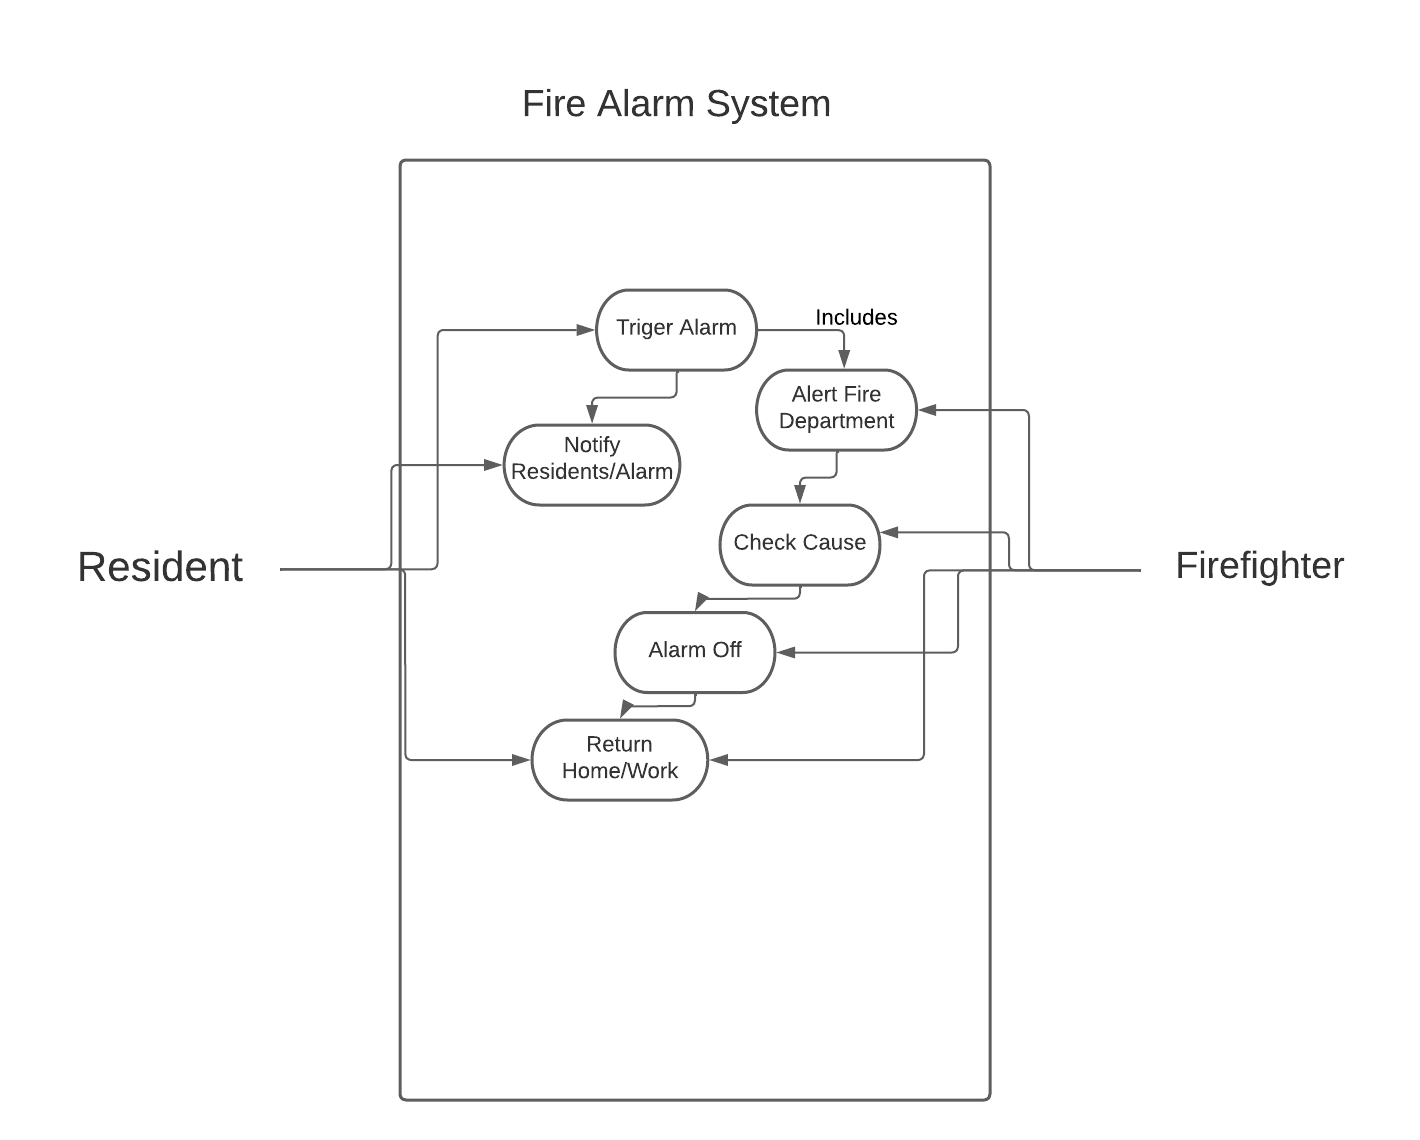 Fire Alarm System
Triger Alarm
Includes
Alert Fire
Department
Notify
Residents/Alarm
Check Cause
Resident
Firefighter
Alarm Off
Return
Home/Work